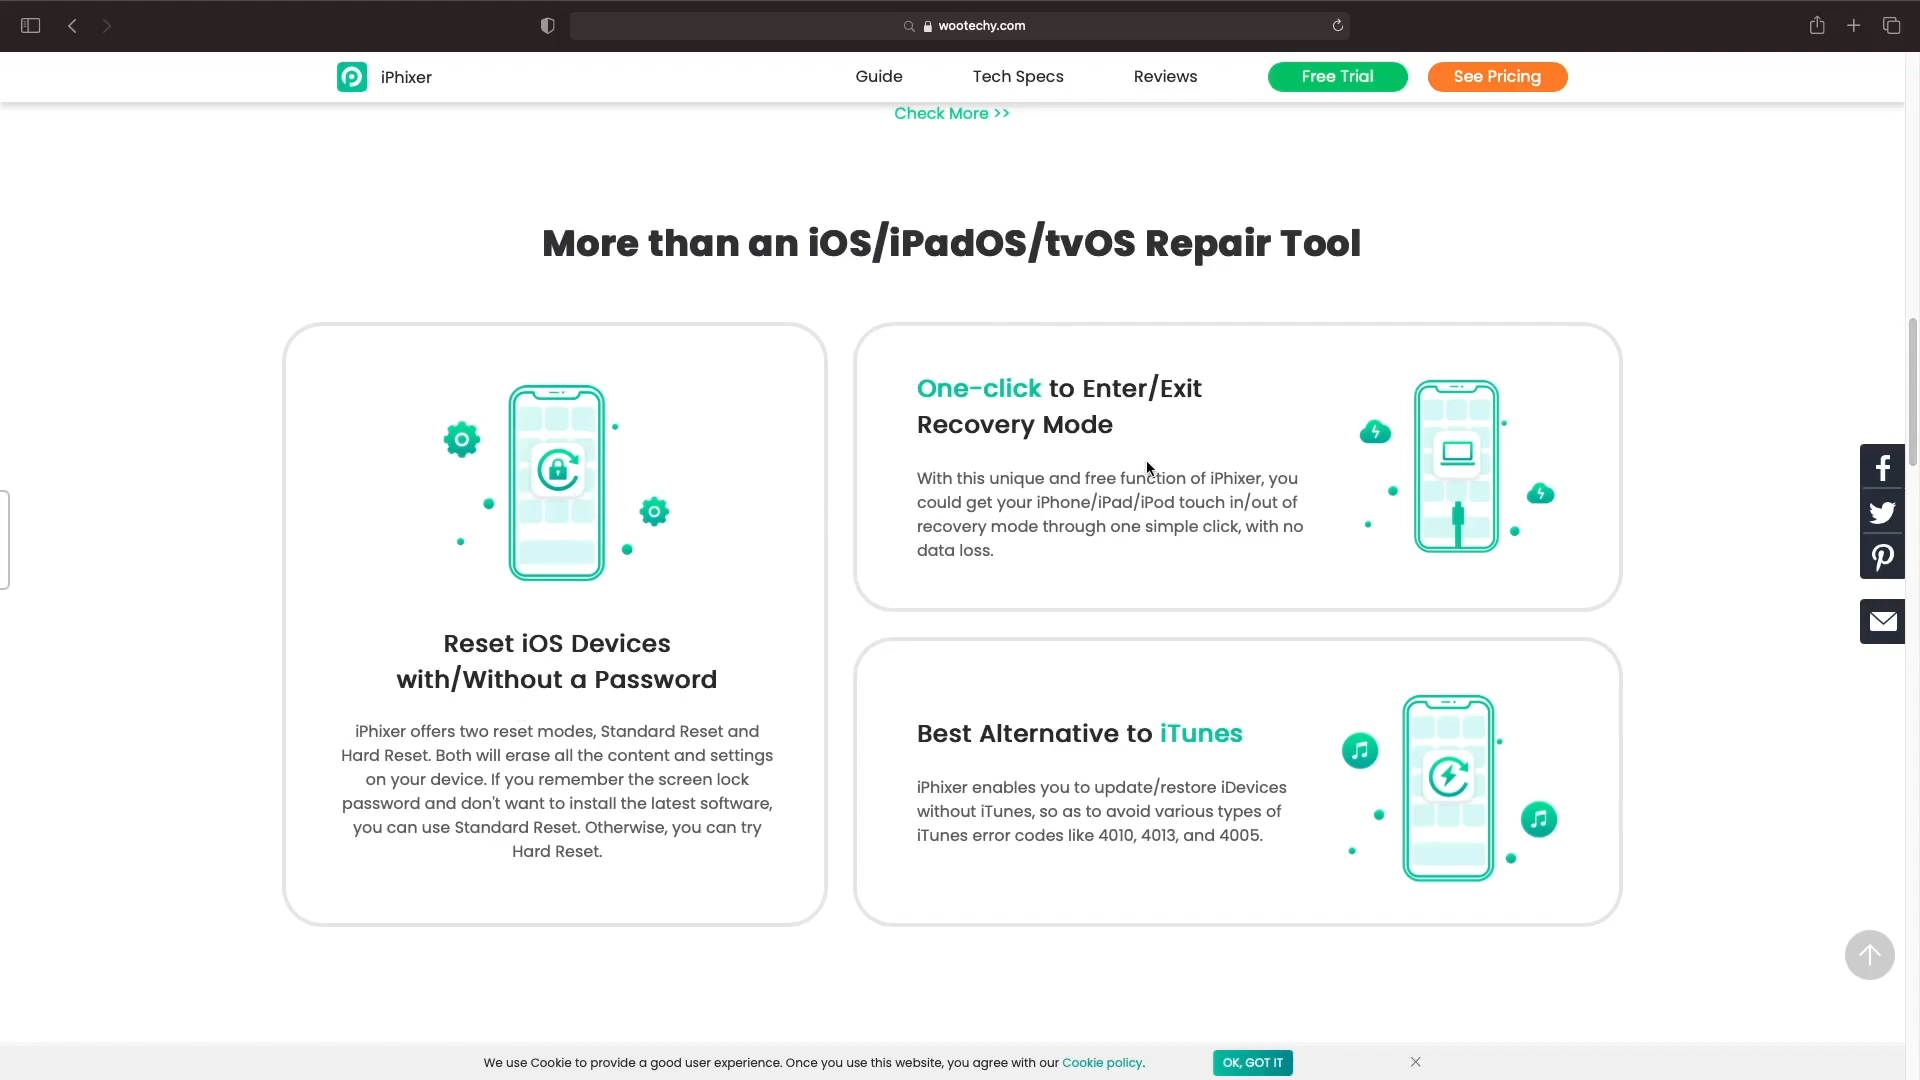 wootechy.com
iPhixer
Guide
Tech Specs
Reviews
Free Trial
See Pricing
Check More >>
More than an iOS/iPadOS/tvOS Repair Tool
Reset iOS Devices
with/Without a Password
iPhixer offers two reset modes, Standard Reset and
Hard Reset. Both will erase all the content and settings
on your device. If you remember the screen lock
password and don't want to install the latest software,
you can use Standard Reset. Otherwise, you can try
Hard Reset.
One-click to Enter/Exit
Recovery Mode
With this unique and free function of iPhixer, you
could get your iPhone/iPad/iPod touch in/out of
recovery mode through one simple click, with no
data loss.
Best Alternative to iTunes
iPhixer enables you to update/restore iDevices
without iTunes, so as to avoid various types of
iTunes error codes like 4010, 4013, and 4005.
We use Cookie to provide a good user experience. Once you use this website, you agree with our Cookie policy.
OK, GOT IT